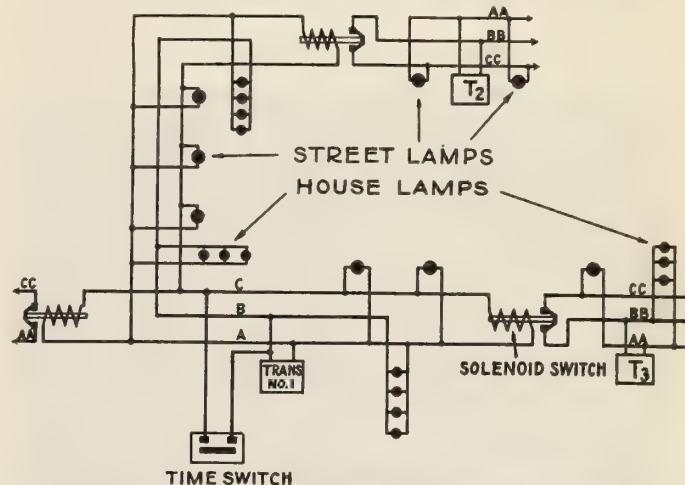 AA
BB
CC
T2
STREET LAMPS
HOUSE LAMPS
CC
C
CC
B
BB
AA
A
AA
TRANS
NO.1
SOLENOID SWITCH
T3
TIME SWITCH